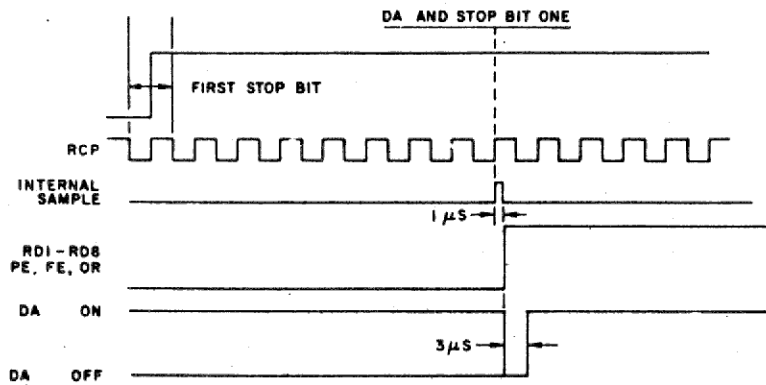 DA AND STOP BIT ONE
FIRST STOP BIT
RCP
INTERNAL
SAMPLE
1 μS
RD1-RD8
PE, FE, OR
DA ON
3 μS
DA OFF